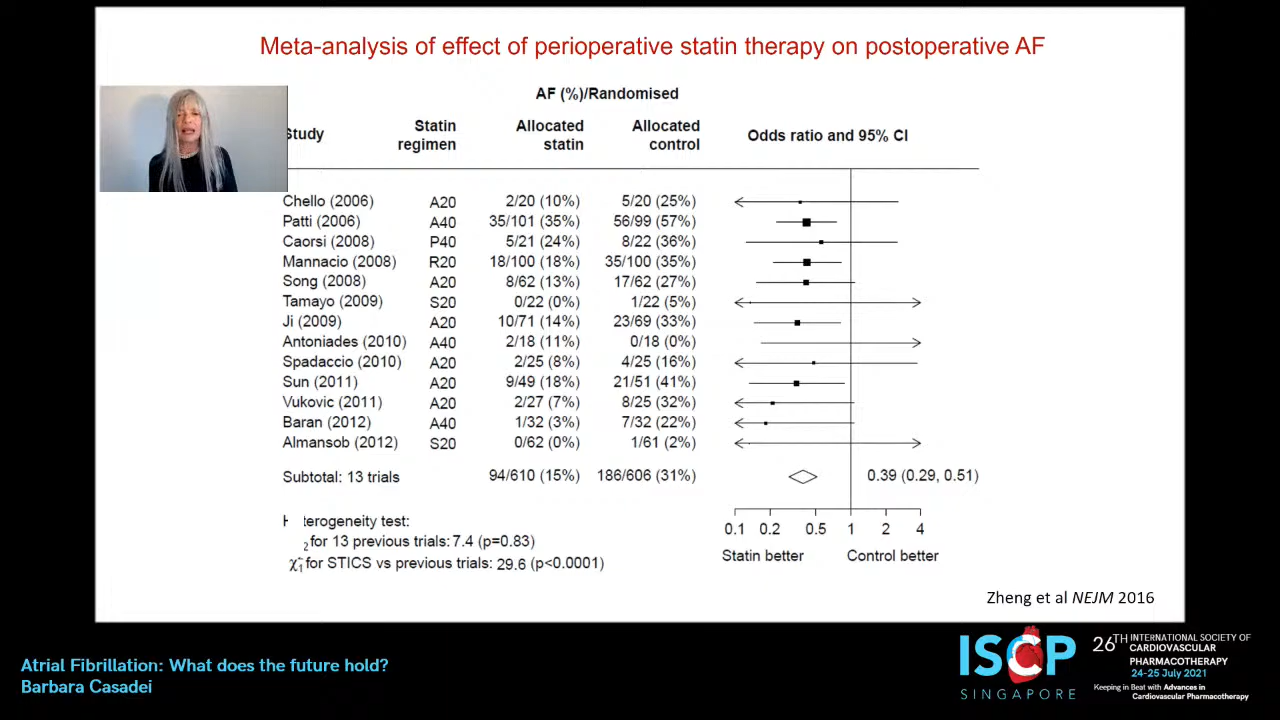 Meta-analysis of effect of perioperative statin therapy on postoperative AF
AF (%)/Randomised
Study Statin regimen Allocated statin Allocated control Odds ratio and 95% CI
Chello (2006) A20 2/20 (10%) 5/20 (25%)
Patti (2006) A40 35/101 (35%) 56/99 (57%)
Caorsi (2008) P40 5/21 (24%) 8/22 (36%)
Mannacio (2008) R20 18/100 (18%) 35/100 (35%)
Song (2008) A20 8/62 (13%) 17/62 (27%)
Tamayo (2009) S20 0/22 (0%) 1/22 (5%)
Ji (2009) A20 10/71 (14%) 23/69 (33%)
Antoniades (2010) A40 2/18 (11%) 0/18 (0%)
Spadaccio (2010) A20 2/25 (8%) 4/25 (16%)
Sun (2011) A20 9/49 (18%) 21/51 (41%)
Vukovic (2011) A20 2/27 (7%) 8/25 (32%)
Baran (2012) A40 1/32 (3%) 7/32 (22%)
Almansob (2012) S20 0/62 (0%) 1/61 (2%)
Subtotal: 13 trials 94/610 (15%) 186/606 (31%) 0.39 (0.29, 0.51)
H terogeneity test:
2 for 13 previous trials: 7.4 (p=0.83)
χ1 for STICS vs previous trials: 29.6 (p<0.0001)
0.1 0.2 0.5 1 2 4
Statin better Control better
Zheng et al NEJM 2016
Atrial Fibrillation: What does the future hold?
Barbara Casadei
ISCP
SINGAPORE
26TH INTERNATIONAL SOCIETY OF
CARDIOVASCULAR
PHARMACOTHERAPY
24-25 July 2021
Keeping in Beat with Advances in
Cardiovascular Pharmacotherapy